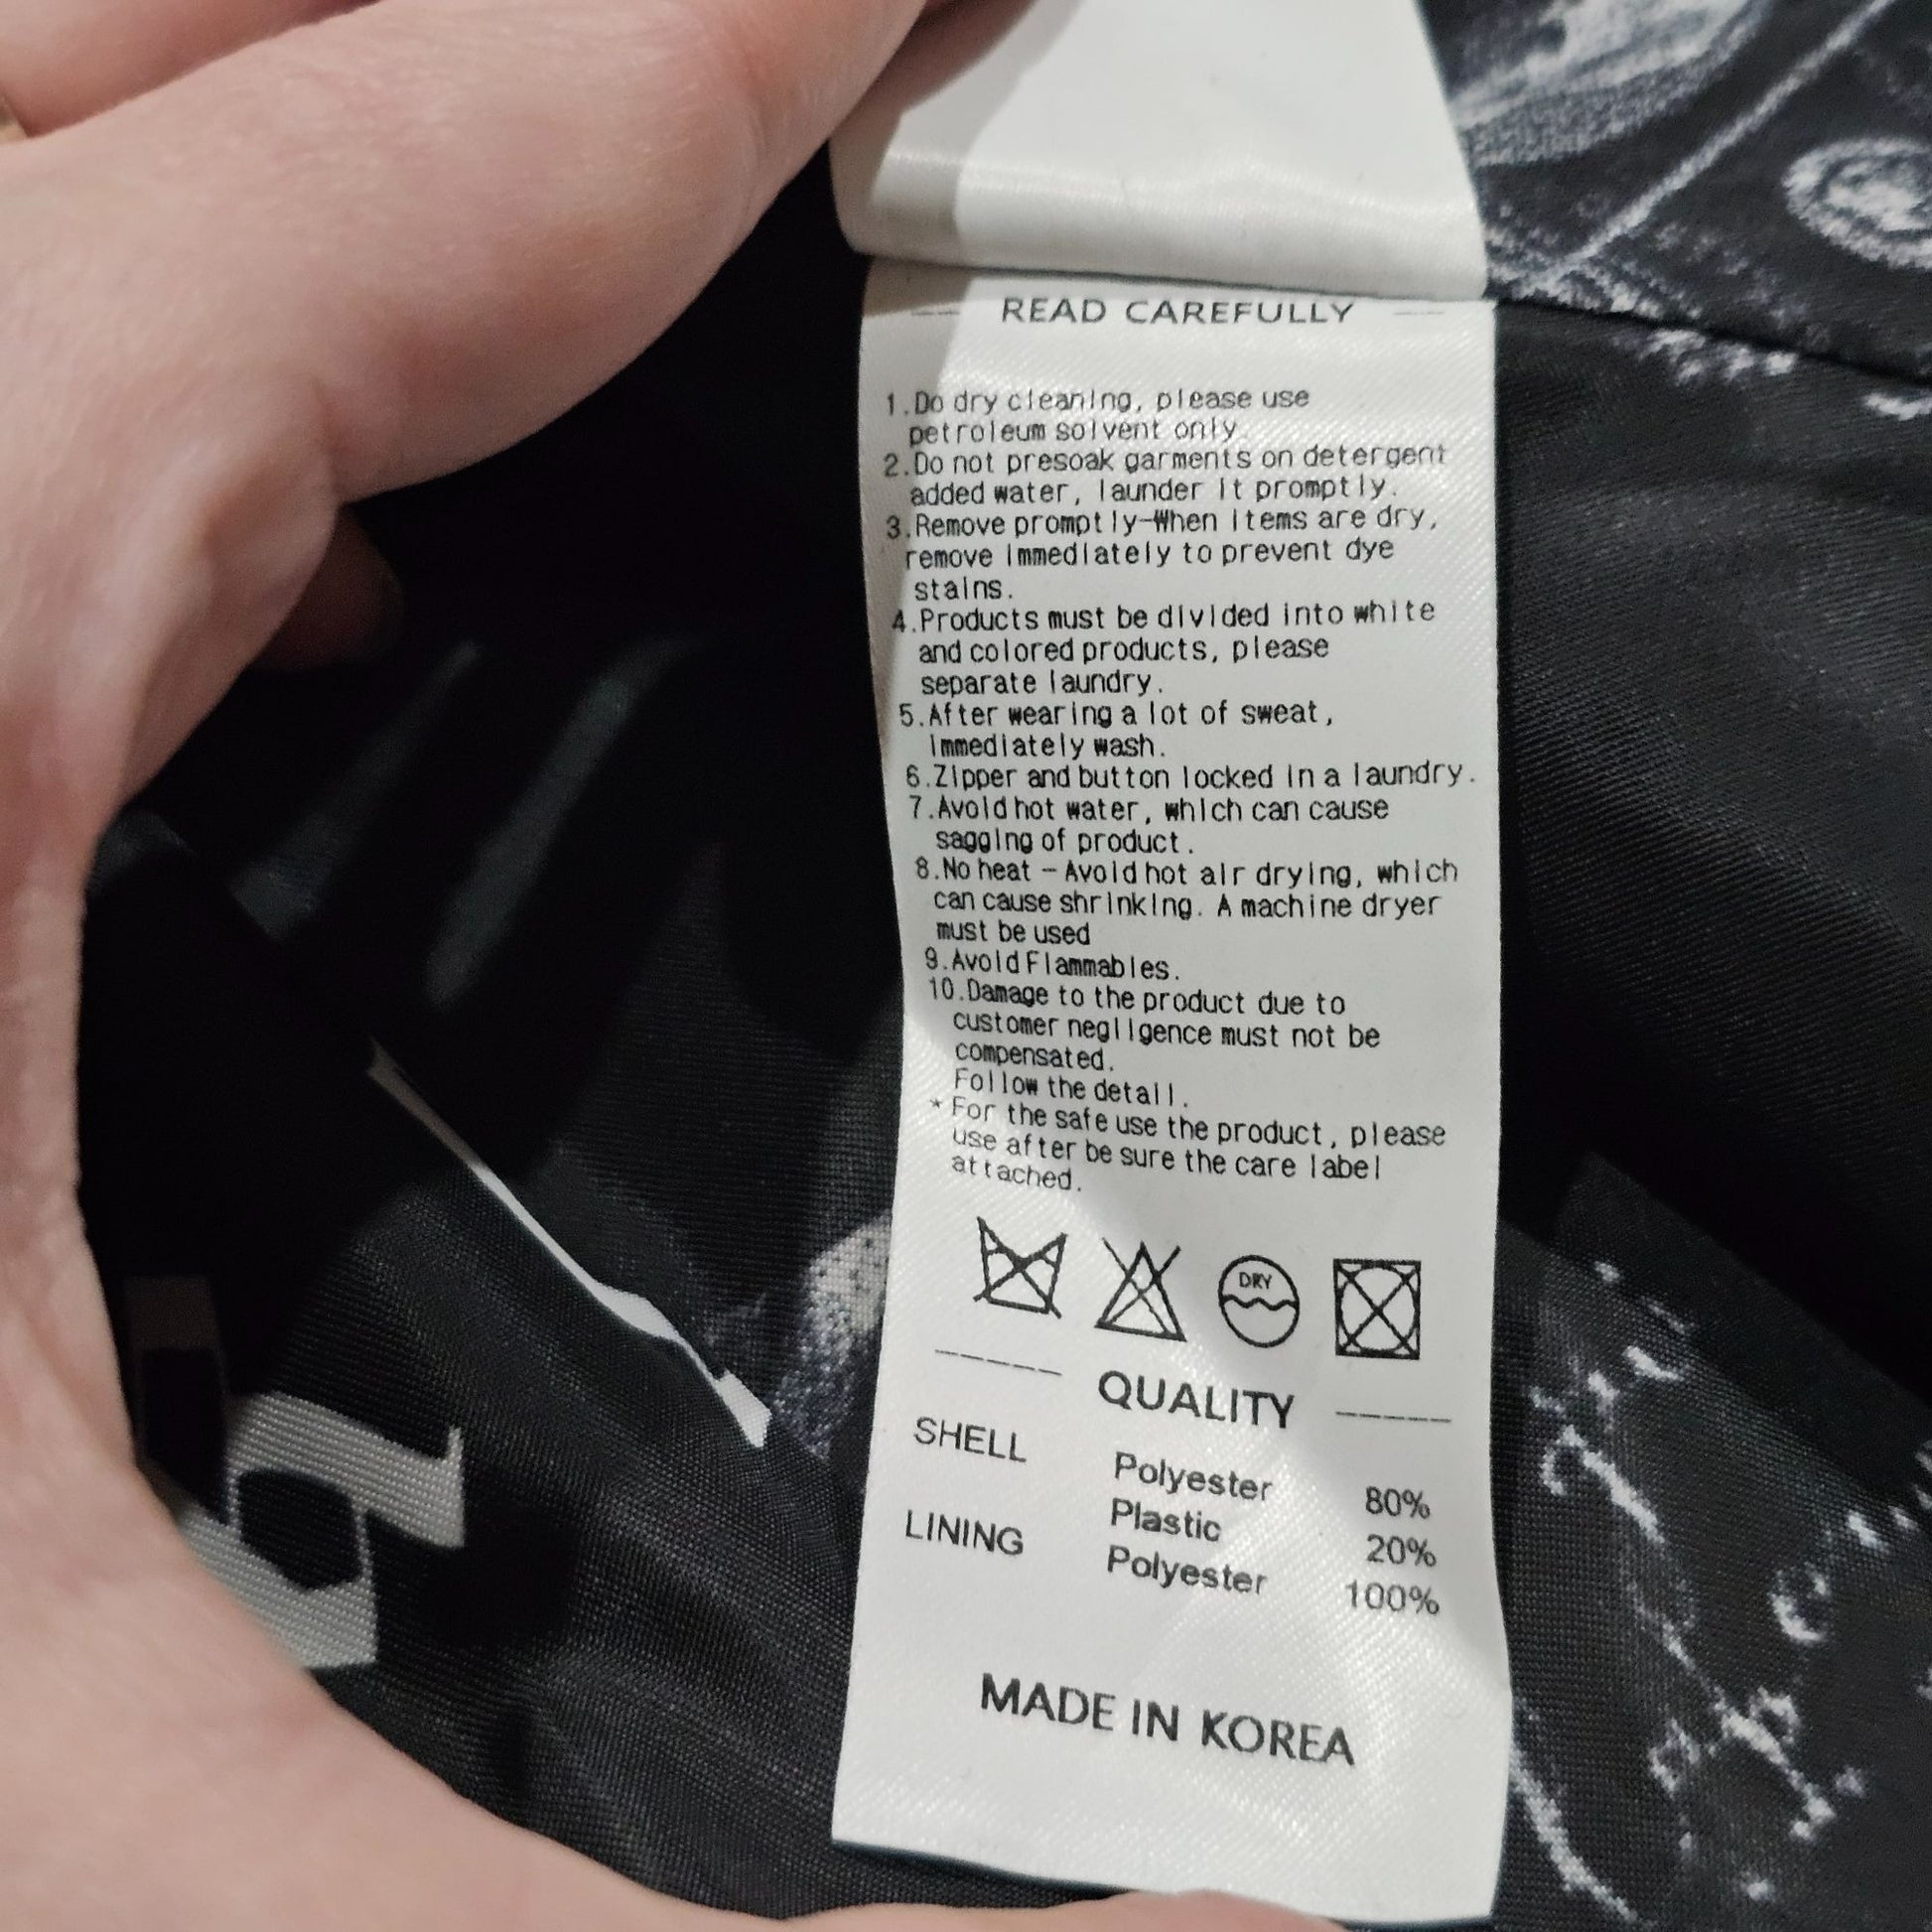 READ CAREFULLY
1.Do dry cleaning, please use
petroleum solvent only.
2.Do not presoak garments on detergent
added water, launder it promptly.
3.Remove promptly-When items are dry,
remove immediately to prevent dye
stains.
4.Products must be divided into white
and colored products, please
separate laundry.
5.After wearing a lot of sweat,
immediately wash.
6.Zipper and button locked in a laundry.
7.Avoid hot water, which can cause
sagging of product.
8.No heat - Avoid hot air drying, which
can cause shrinking. A machine dryer
must be used
9.Avoid Flammables.
10.Damage to the product due to
customer negligence must not be
compensated.
Follow the detail.
* For the safe use the product, please
use after be sure the care label
attached.
DRY
QUALITY
SHELL Polyester 80%
Plastic 20%
LINING Polyester 100%
MADE IN KOREA